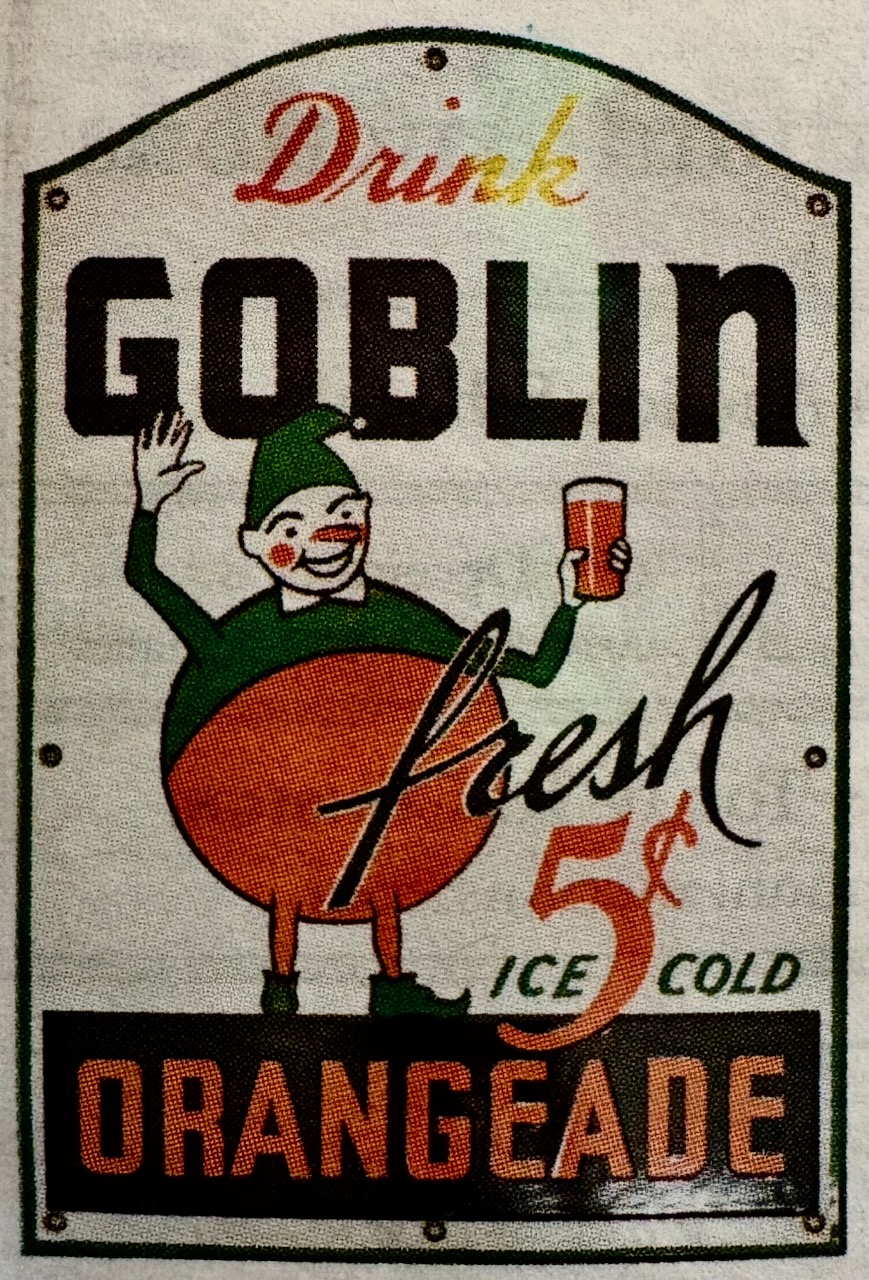 Drink
GOBLIn
fresh
5¢
ICE COLD
ORANGEADE